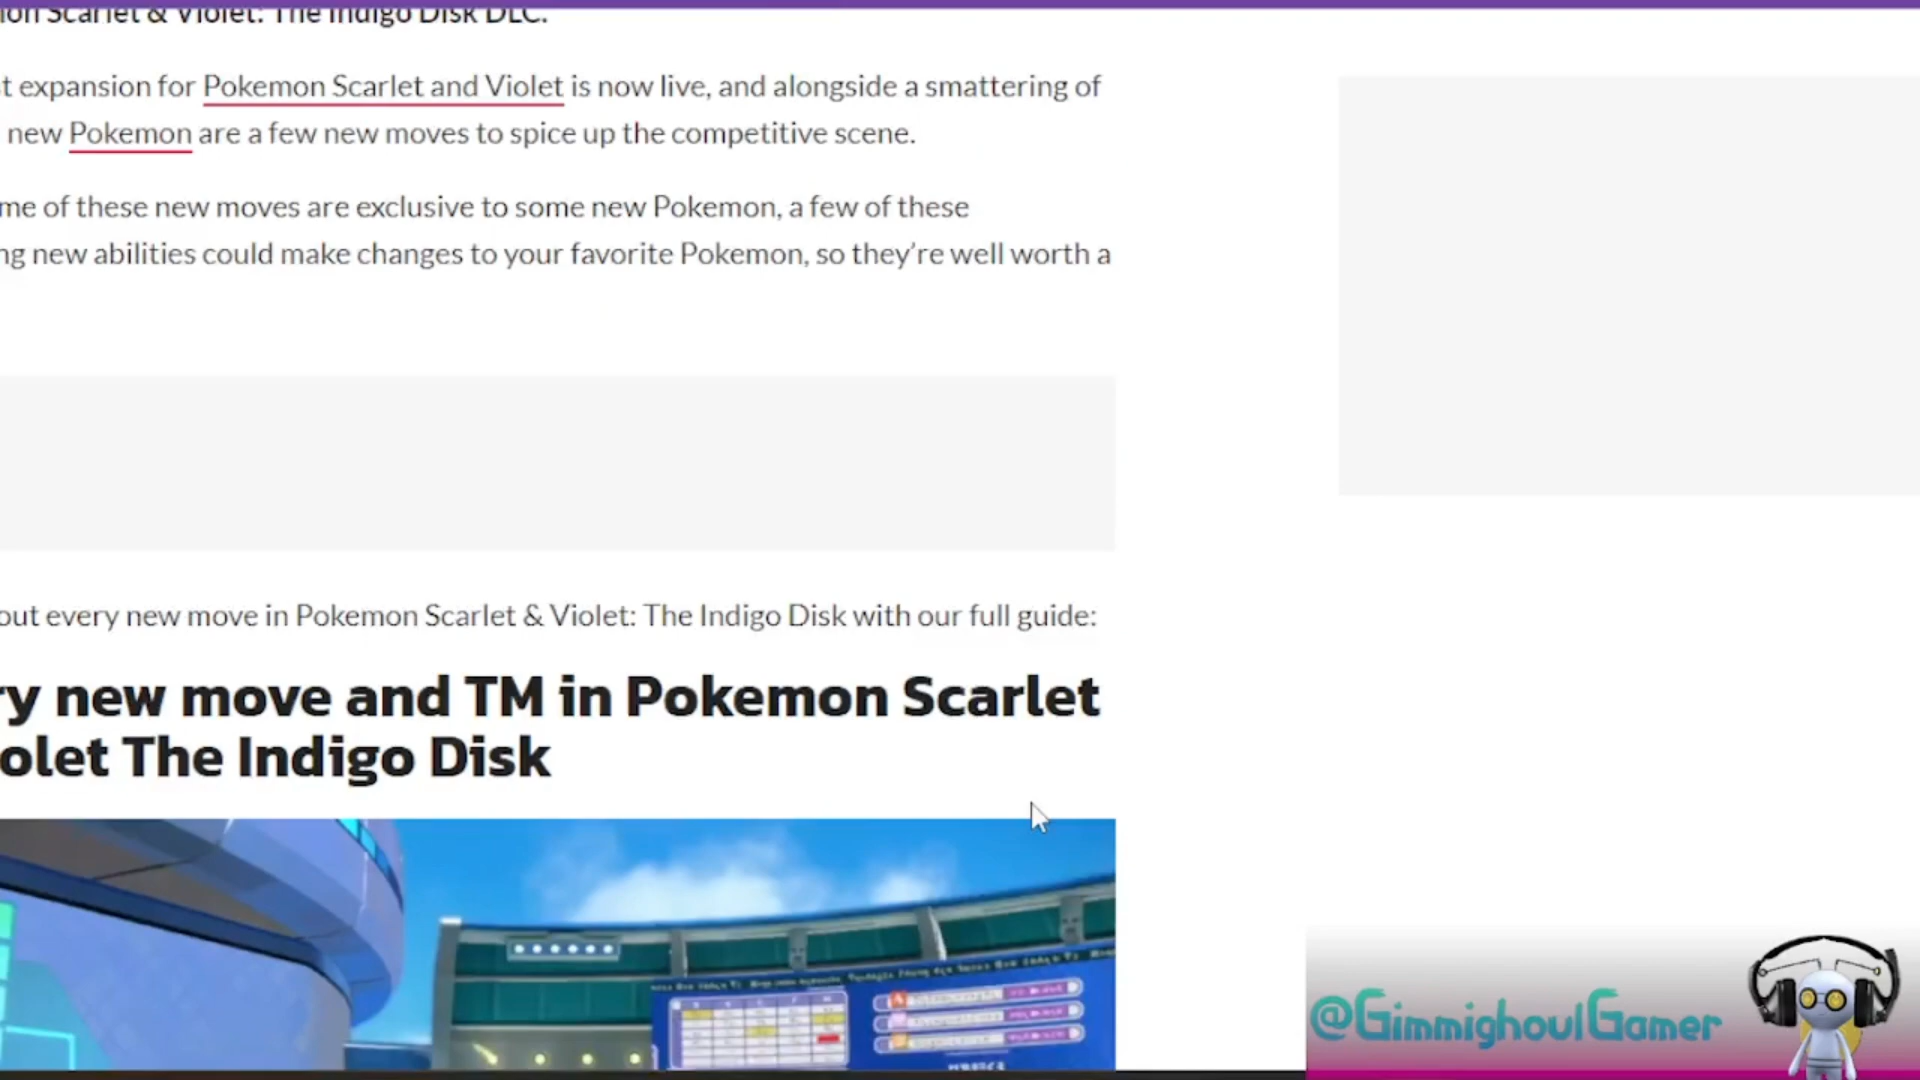 on Scarlet & Violet: The Indigo Disk DLC.
st expansion for Pokemon Scarlet and Violet is now live, and alongside a smattering of
new Pokemon are a few new moves to spice up the competitive scene.
me of these new moves are exclusive to some new Pokemon, a few of these
ng new abilities could make changes to your favorite Pokemon, so they're well worth a
out every new move in Pokemon Scarlet & Violet: The Indigo Disk with our full guide:
ry new move and TM in Pokemon Scarlet
olet The Indigo Disk
@GimmighoulGamer